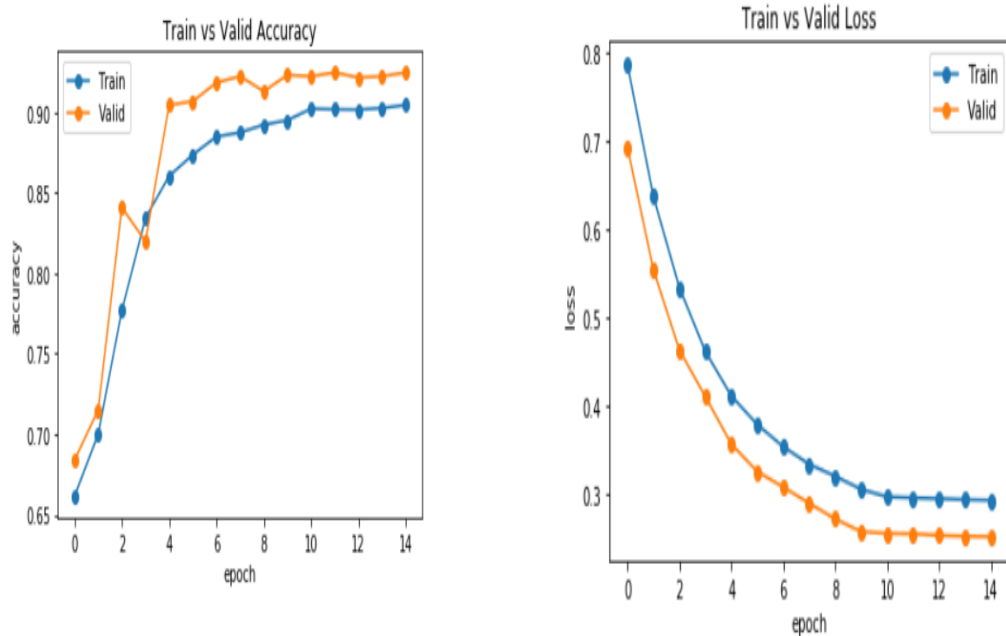 Train vs Valid Accuracy
Train
Valid
accuracy
0.90
0.85
0.80
0.75
0.70
0.65
0 2 4 6 8 10 12 14
epoch
Train vs Valid Loss
Train
Valid
loss
0.8
0.7
0.6
0.5
0.4
0.3
0 2 4 6 8 10 12 14
epoch